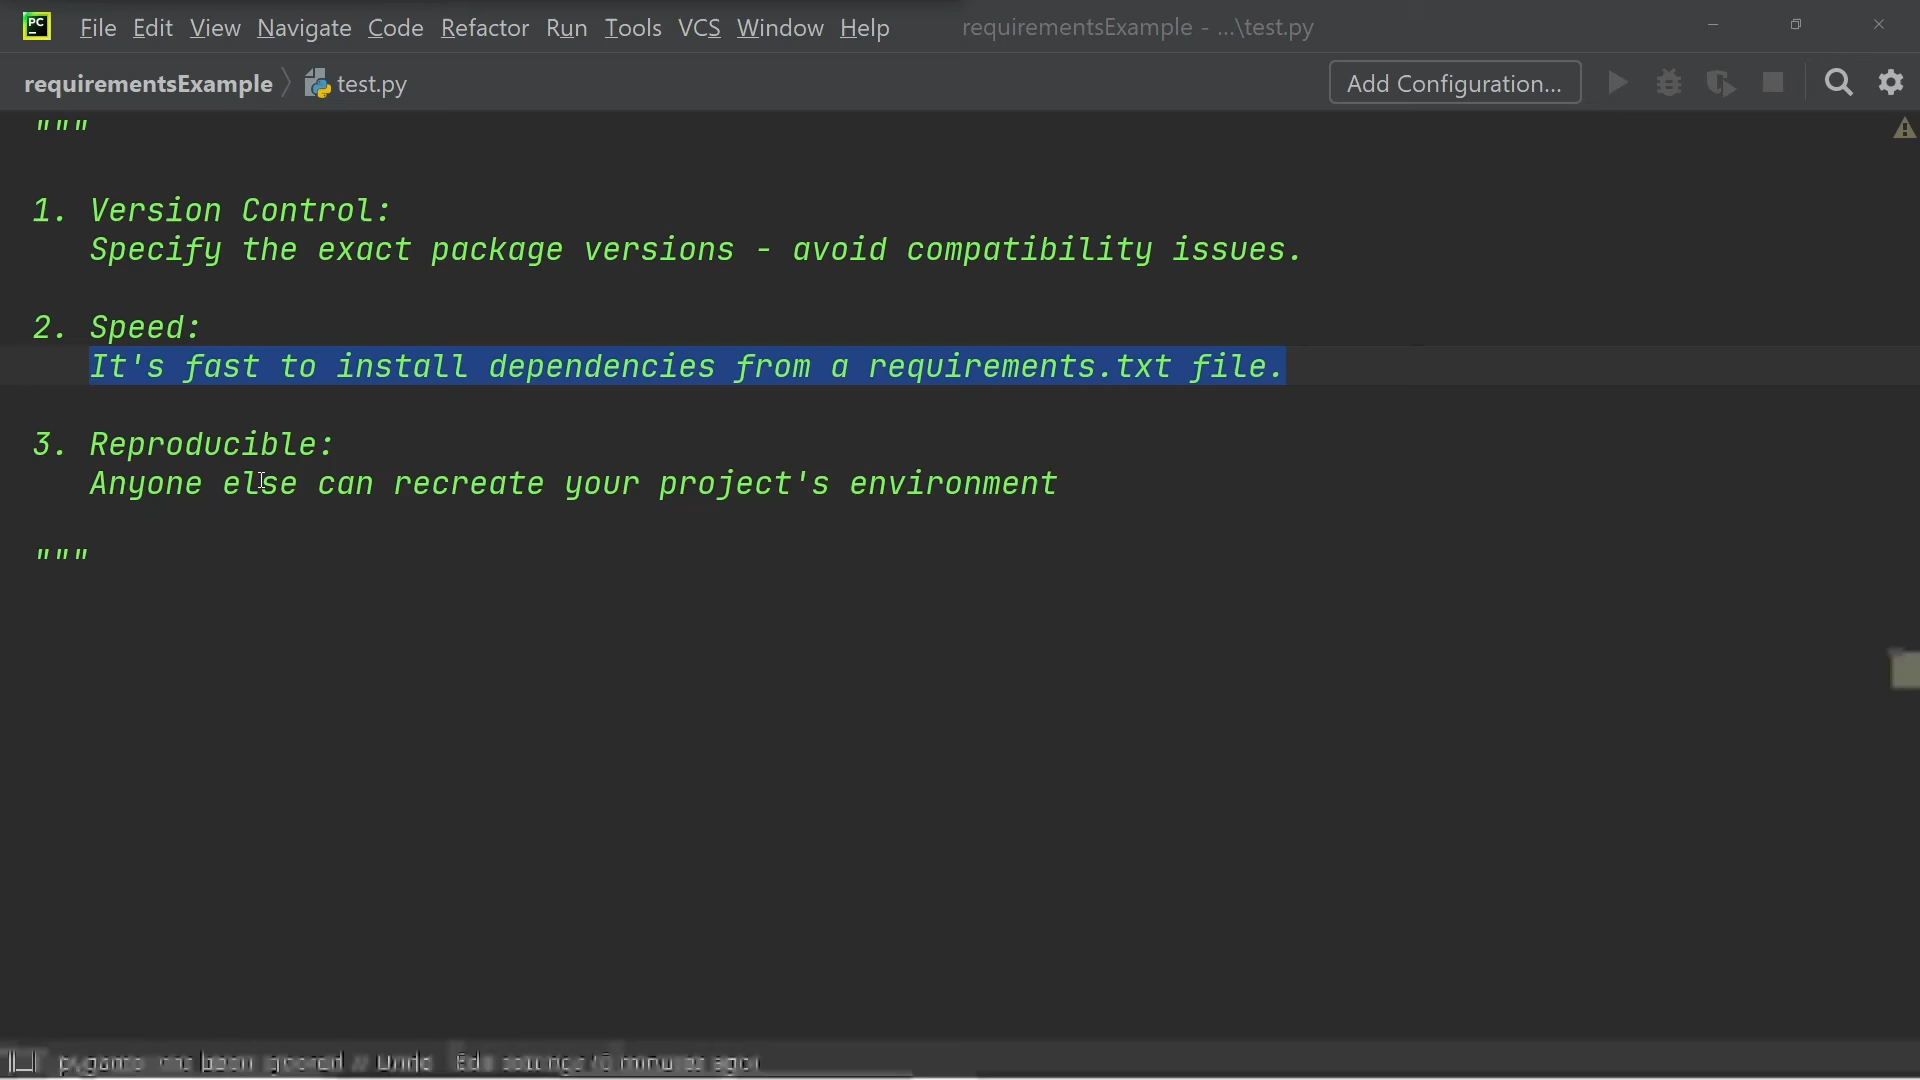 PC File Edit View Navigate Code Refactor Run Tools VCS Window Help requirementsExample - ...\test.py
requirementsExample test.py Add Configuration...
"""
1. Version Control:
Specify the exact package versions - avoid compatibility issues.
2. Speed:
It's fast to install dependencies from a requirements.txt file.
3. Reproducible:
Anyone else can recreate your project's environment
"""